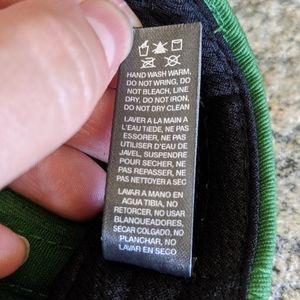 HAND WASH WARM,
DO NOT WRING, DO
NOT BLEACH, LINE
DRY, DO NOT IRON,
DO NOT DRY CLEAN
LAVER A LA MAIN A
L'EAU TIEDE, NE PAS
ESSORER, NE PAS
UTILISER D'EAU DE
JAVEL, SUSPENDRE
POUR SECHER, NE
PAS REPASSER, NE
PAS NETTOYER A SEC
LAVAR A MANO EN
AGUA TIBIA, NO
RETORCER, NO USAR
BLANQUEADORES,
SECAR COLGADO, NO
PLANCHAR, NO
LAVAR EN SECO